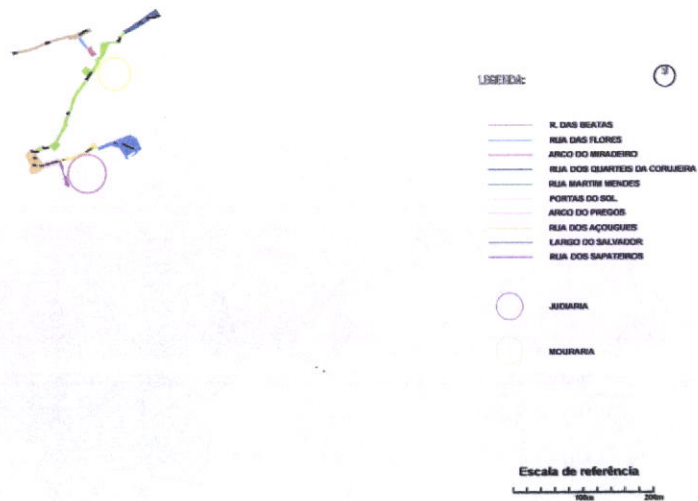 LEGENDA:
R. DAS BEATAS
RUA DAS FLORES
ARCO DO MIRADEIRO
RUA DOS QUARTEIS DA CORUJEIRA
RUA MARTIM MENDES
PORTAS DO SOL
ARCO DO PREGOS
RUA DOS AÇOUGUES
LARGO DO SALVADOR
RUA DOS SAPATEIROS
JUDIARIA
MOURARIA
Escala de referência
100m 200m